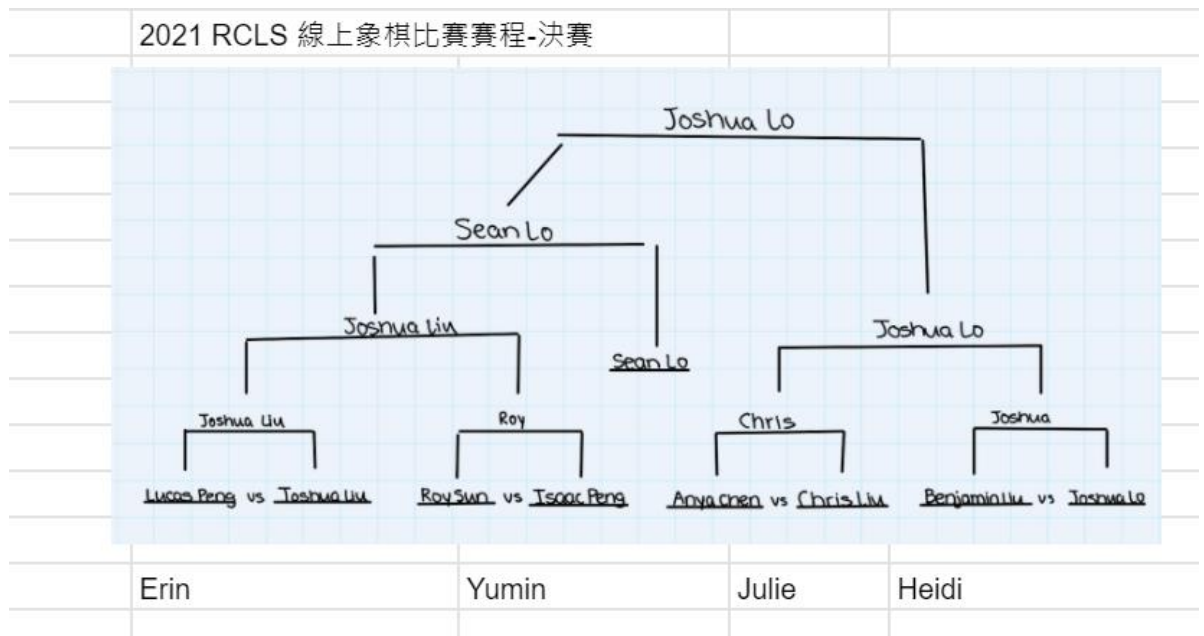 2021 RCLS 線上象棋比賽賽程-決賽
Joshua Lo
Sean Lo
Joshua Liu
Joshua Lo
Sean Lo
Joshua Liu
Roy
Chris
Joshua
Lucas Peng vs Joshua Liu
Roy Sun vs Isaac Peng
Anya Chen vs Chris Liu
Benjamin Liu vs Joshua Lo
Erin Yumin Julie Heidi